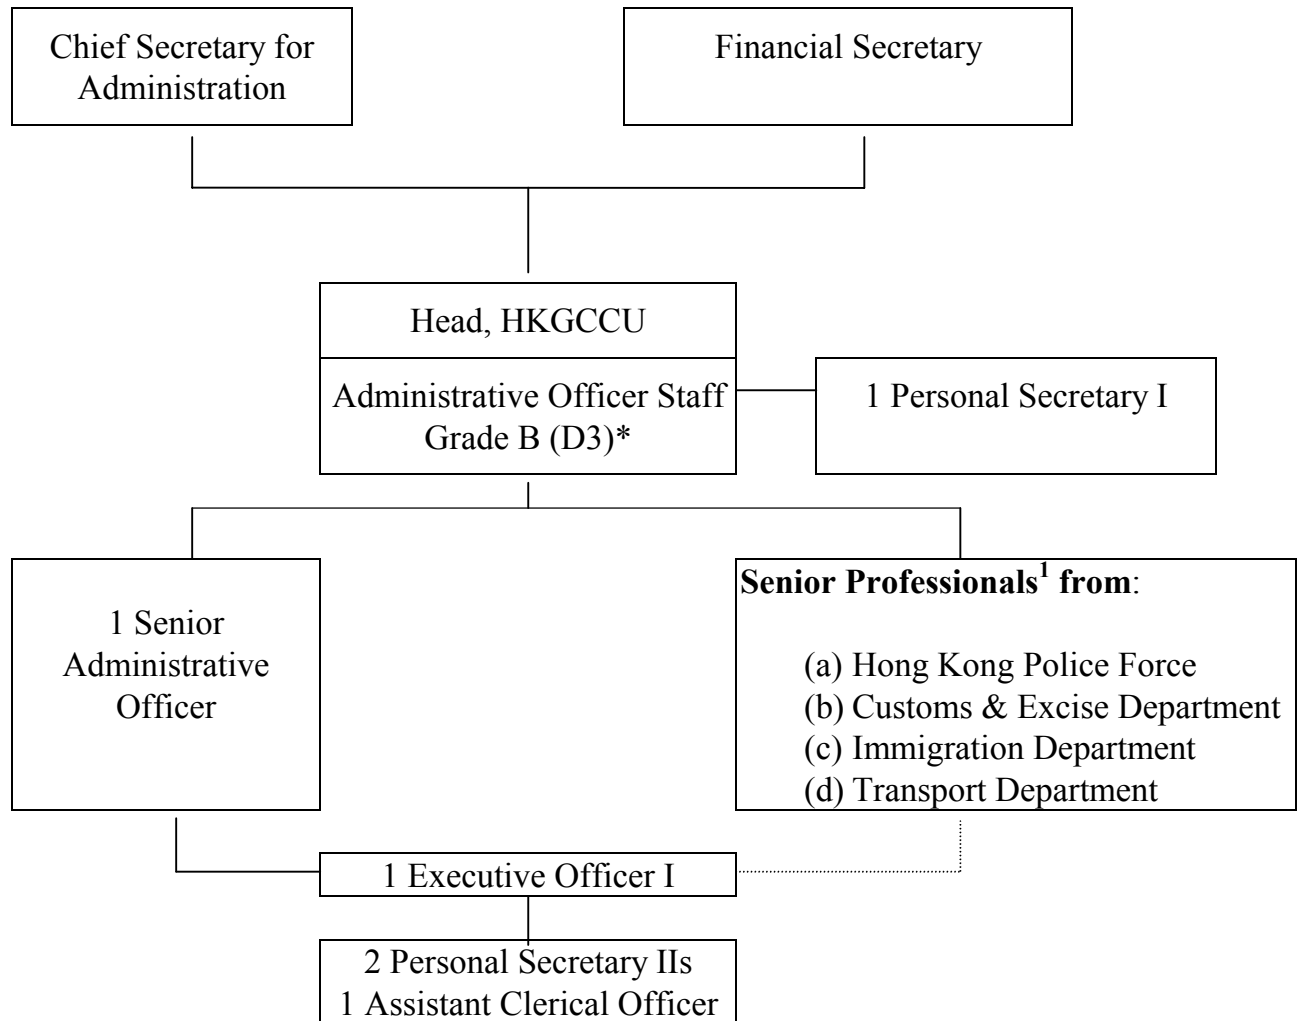 Chief Secretary for
Administration
Financial Secretary
Head, HKGCCU
Administrative Officer Staff
Grade B (D3)*
1 Personal Secretary I
1 Senior
Administrative
Officer
Senior Professionals¹ from:
(a) Hong Kong Police Force
(b) Customs & Excise Department
(c) Immigration Department
(d) Transport Department
1 Executive Officer I
2 Personal Secretary IIs
1 Assistant Clerical Officer